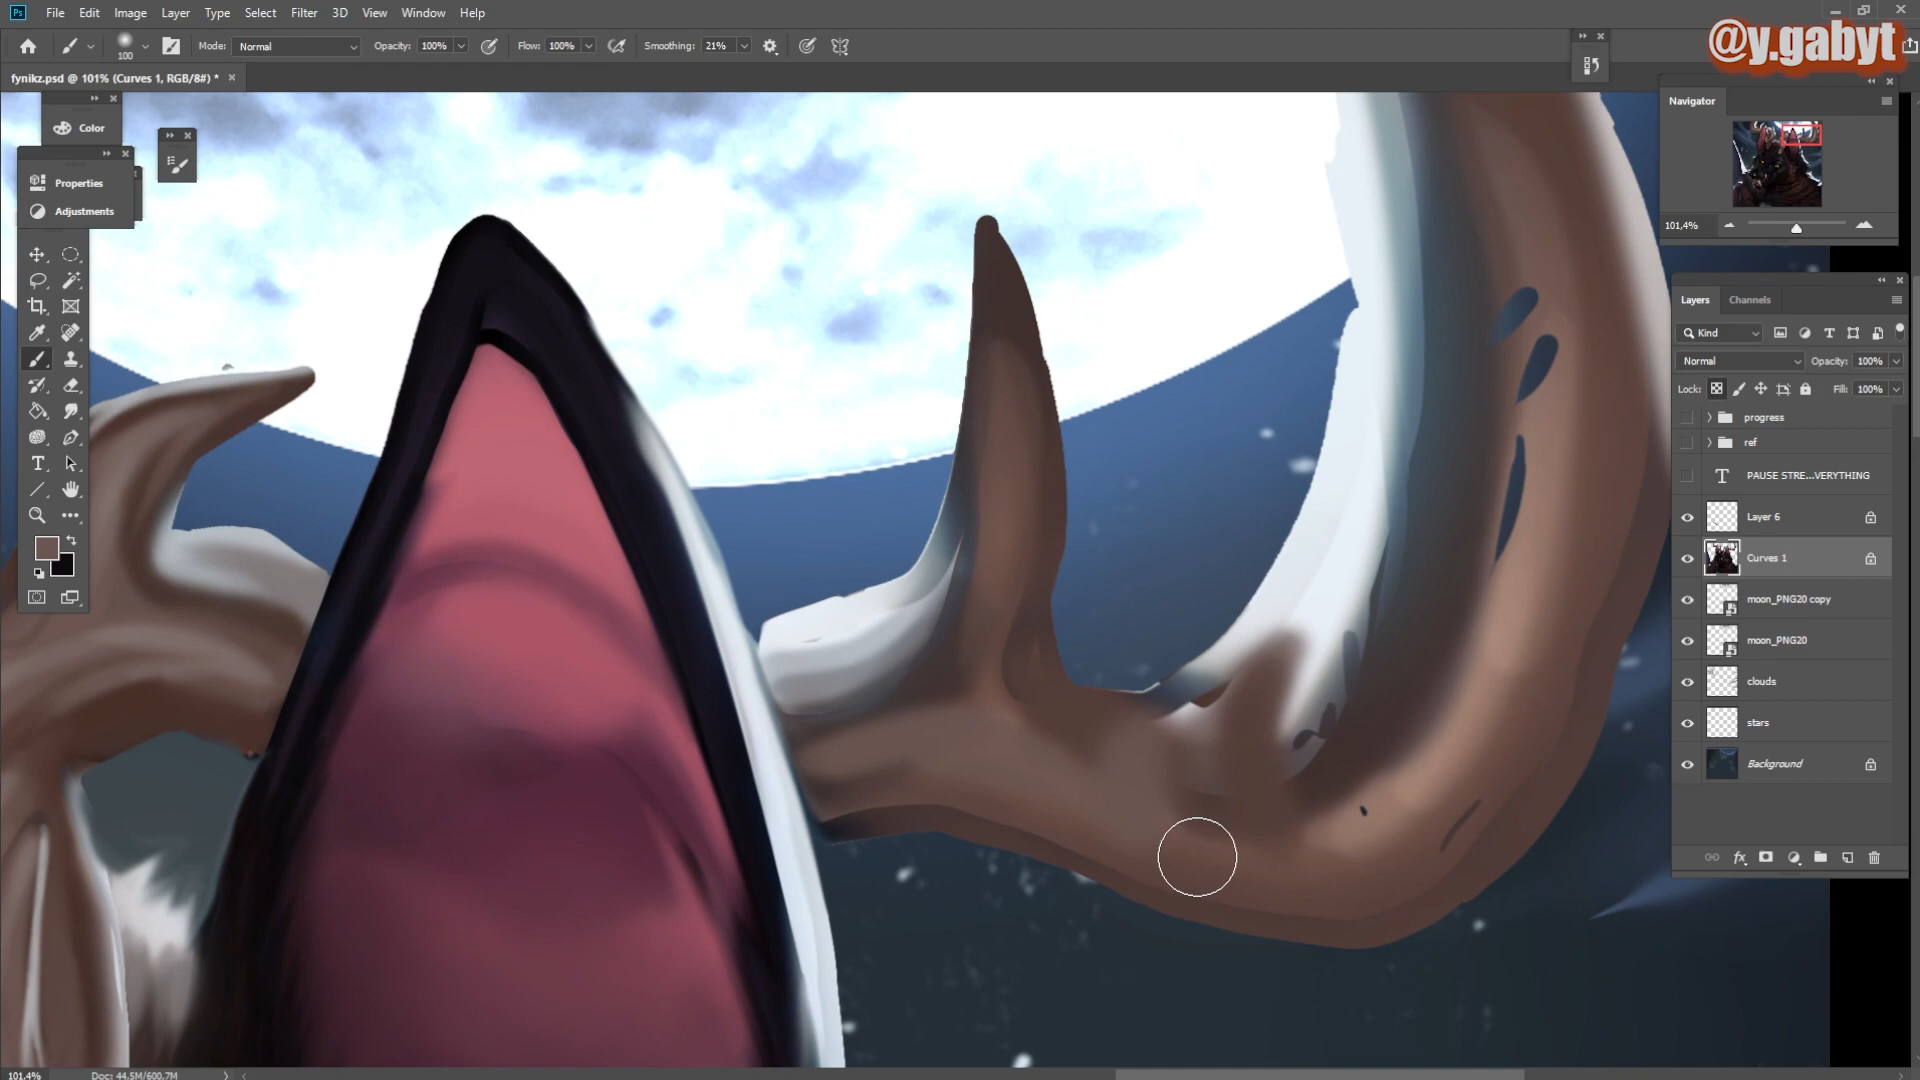 Ps File Edit Image Layer Type Select Filter 3D View Window Help
@y.gabyt
100 Mode: Normal Opacity: 100% Flow: 100% Smoothing: 21%
fynikz.psd @ 101% (Curves 1, RGB/8#) *
Color
Properties
Adjustments
Navigator
101,4%
Layers Channels
Kind
Normal Opacity: 100%
Lock: Fill: 100%
progress
ref
PAUSE STRE...VERYTHING
Layer 6
Curves 1
moon_PNG20 copy
moon_PNG20
clouds
stars
Background
101,4% Doc: 44,5M/600,7M